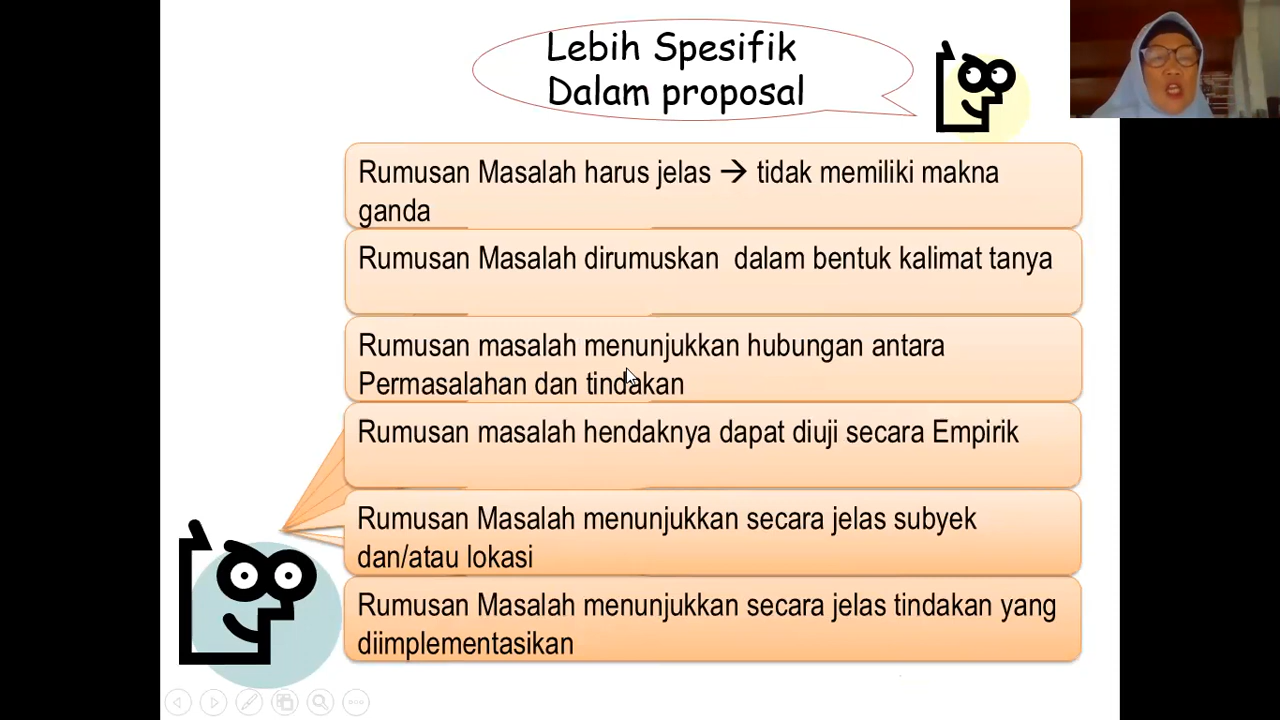 Lebih Spesifik
Dalam proposal
Rumusan Masalah harus jelas → tidak memiliki makna
ganda
Rumusan Masalah dirumuskan dalam bentuk kalimat tanya
Rumusan masalah menunjukkan hubungan antara
Permasalahan dan tindakan
Rumusan masalah hendaknya dapat diuji secara Empirik
Rumusan Masalah menunjukkan secara jelas subyek
dan/atau lokasi
Rumusan Masalah menunjukkan secara jelas tindakan yang
diimplementasikan